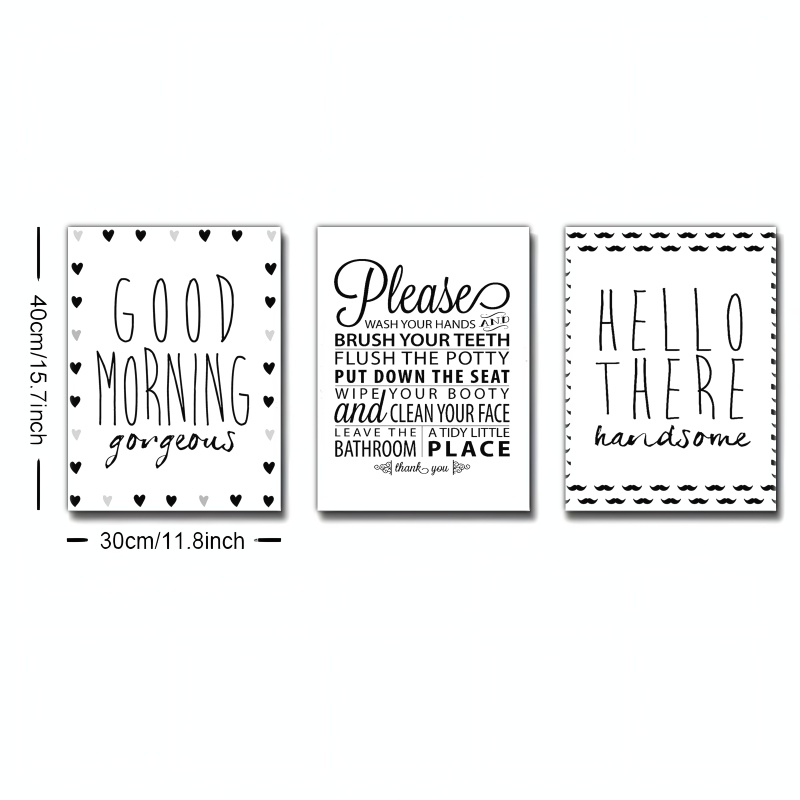 40cm/15.7inch
30cm/11.8inch
GOOD
MORNING
gorgeous
Please
WASH YOUR HANDS AND
BRUSH YOUR TEETH
FLUSH THE POTTY
PUT DOWN THE SEAT
WIPE YOUR BOOTY
and CLEAN YOUR FACE
LEAVE THE
BATHROOM
A TIDY LITTLE
PLACE
thank you
HELLO
THERE
handsome